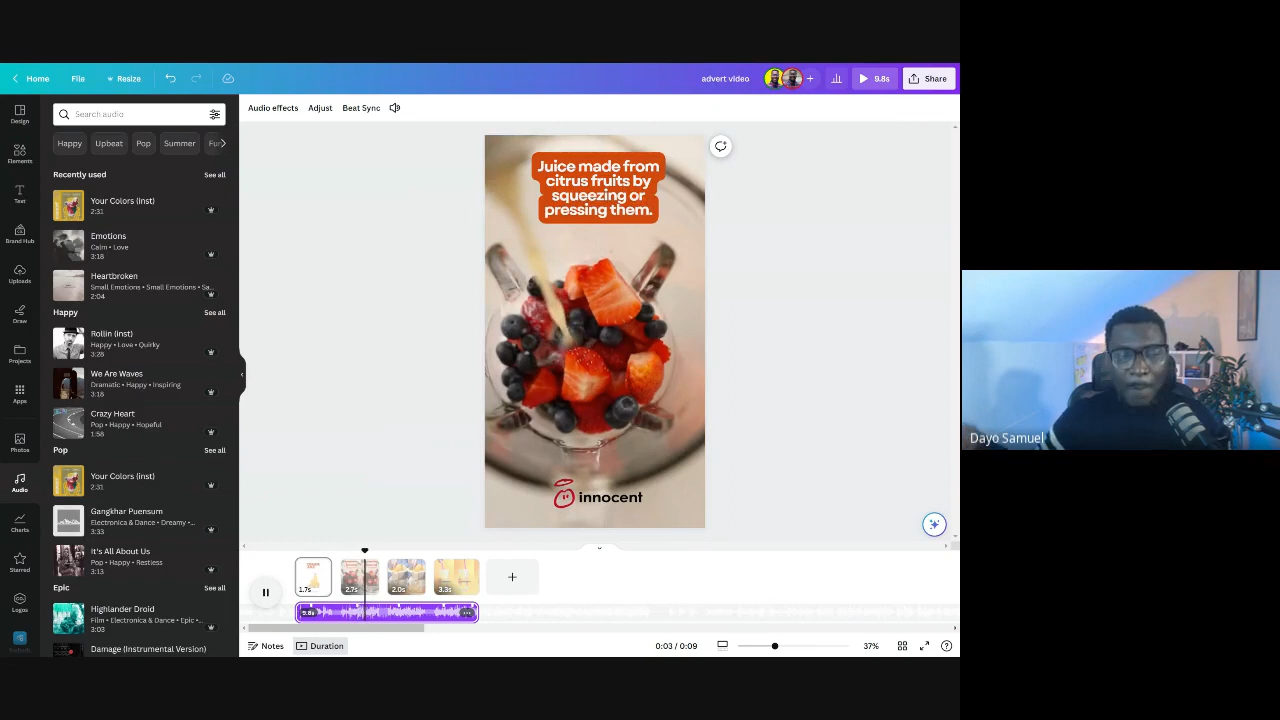 Home
File
Resize
advert video
9.8s
Share
Design
Elements
Text
Brand Hub
Uploads
Draw
Projects
Apps
Photos
Audio
Charts
Starred
Logos
Search audio
Happy
Upbeat
Pop
Summer
Recently used
See all
Your Colors (inst)
2:31
Emotions
Calm • Love
3:18
Heartbroken
Small Emotions • Small Emotions • Sa...
2:04
Happy
See all
Rollin (inst)
Happy • Love • Quirky
3:28
We Are Waves
Dramatic • Happy • Inspiring
3:18
Crazy Heart
Pop • Happy • Hopeful
1:58
Pop
See all
Your Colors (inst)
2:31
Gangkhar Puensum
Electronica & Dance • Dreamy •...
3:33
It's All About Us
Pop • Happy • Restless
3:13
Epic
See all
Highlander Droid
Film • Electronica & Dance • Epic •...
3:03
Damage (Instrumental Version)
Audio effects
Adjust
Beat Sync
Juice made from
citrus fruits by
squeezing or
pressing them.
innocent
1.7s
2.7s
2.0s
3.3s
9.8s
Notes
Duration
0:03 / 0:09
37%
Dayo Samuel